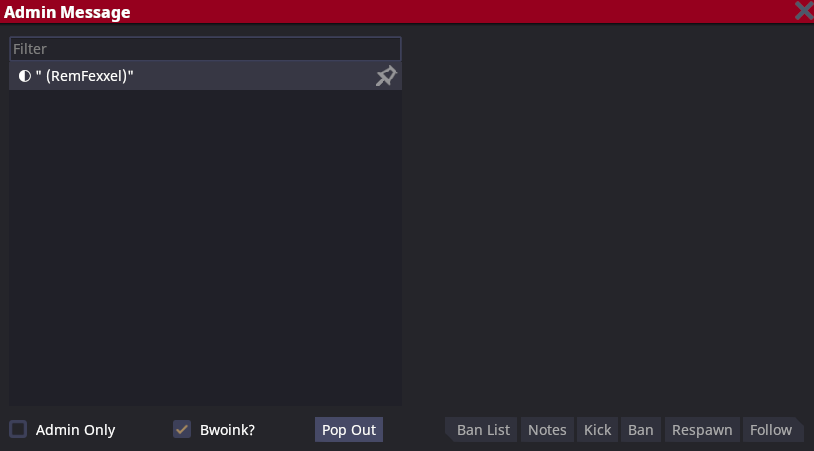 Admin Message
Filter
" (RemFexxel)"
Admin Only
Bwoink?
Pop Out
Ban List
Notes
Kick
Ban
Respawn
Follow